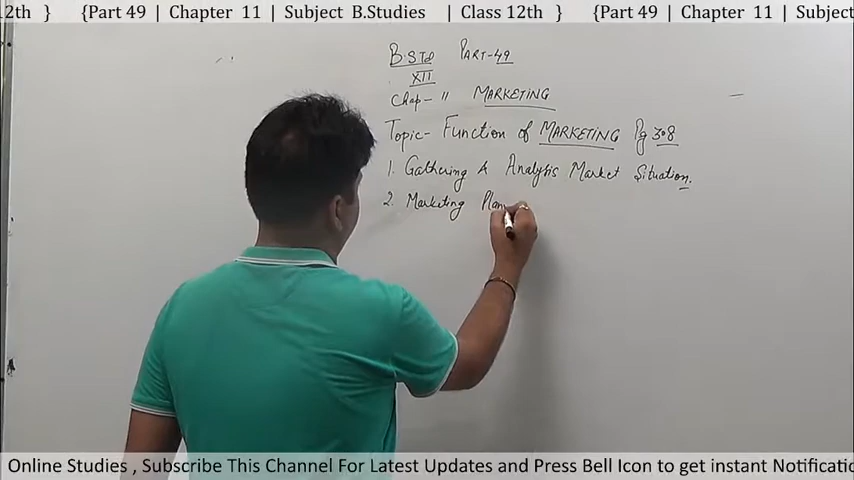 12th } {Part 49 | Chapter 11 | Subject B.Studies | Class 12th } {Part 49 | Chapter 11 | Subject
B.Std Part-49
XII
Chap- 11 MARKETING
Topic- Function of MARKETING Pg 308
1. Gathering & Analysis Market Situation.
2. Marketing Plan
Online Studies , Subscribe This Channel For Latest Updates and Press Bell Icon to get instant Notificatio